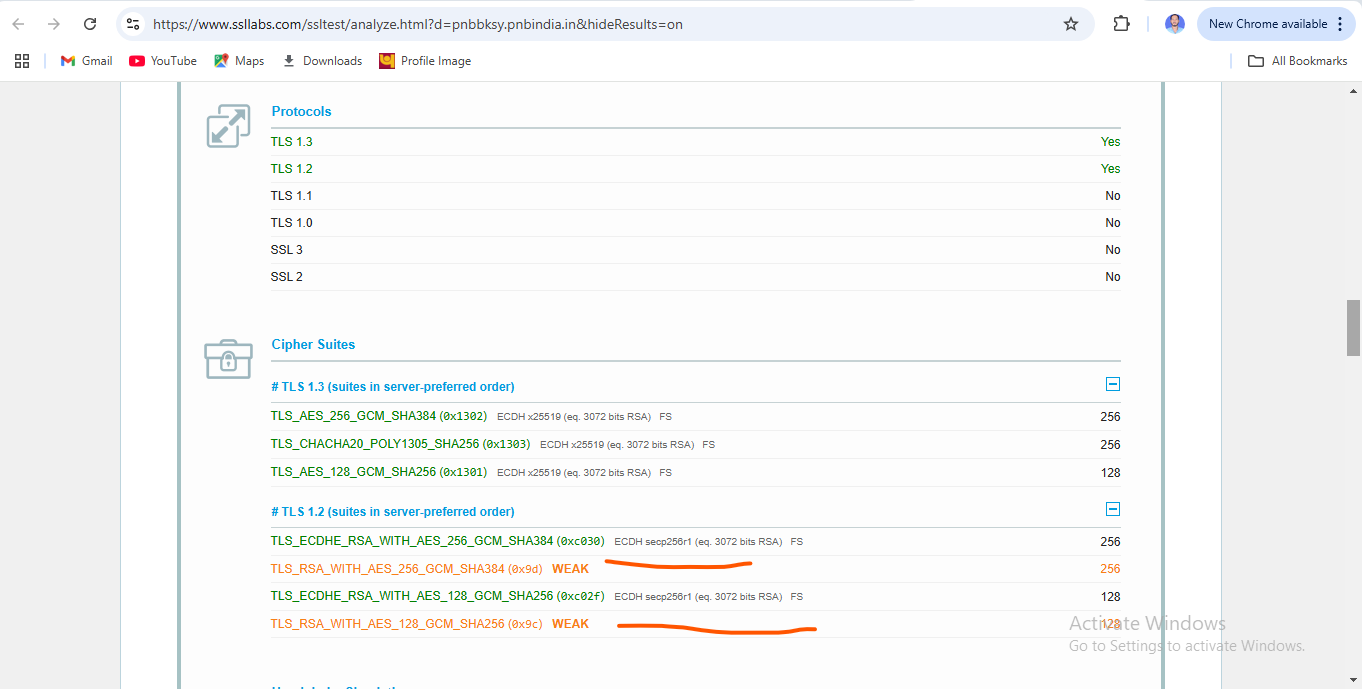 https://www.ssllabs.com/ssltest/analyze.html?d=pnbbksy.pnbindia.in&hideResults=on
New Chrome available
Gmail YouTube Maps Downloads Profile Image All Bookmarks
Protocols
TLS 1.3 Yes
TLS 1.2 Yes
TLS 1.1 No
TLS 1.0 No
SSL 3 No
SSL 2 No
Cipher Suites
# TLS 1.3 (suites in server-preferred order)
TLS_AES_256_GCM_SHA384 (0x1302) ECDH x25519 (eq. 3072 bits RSA) FS 256
TLS_CHACHA20_POLY1305_SHA256 (0x1303) ECDH x25519 (eq. 3072 bits RSA) FS 256
TLS_AES_128_GCM_SHA256 (0x1301) ECDH x25519 (eq. 3072 bits RSA) FS 128
# TLS 1.2 (suites in server-preferred order)
TLS_ECDHE_RSA_WITH_AES_256_GCM_SHA384 (0xc030) ECDH secp256r1 (eq. 3072 bits RSA) FS 256
TLS_RSA_WITH_AES_256_GCM_SHA384 (0x9d) WEAK 256
TLS_ECDHE_RSA_WITH_AES_128_GCM_SHA256 (0xc02f) ECDH secp256r1 (eq. 3072 bits RSA) FS 128
TLS_RSA_WITH_AES_128_GCM_SHA256 (0x9c) WEAK 128
Activate Windows
Go to Settings to activate Windows.